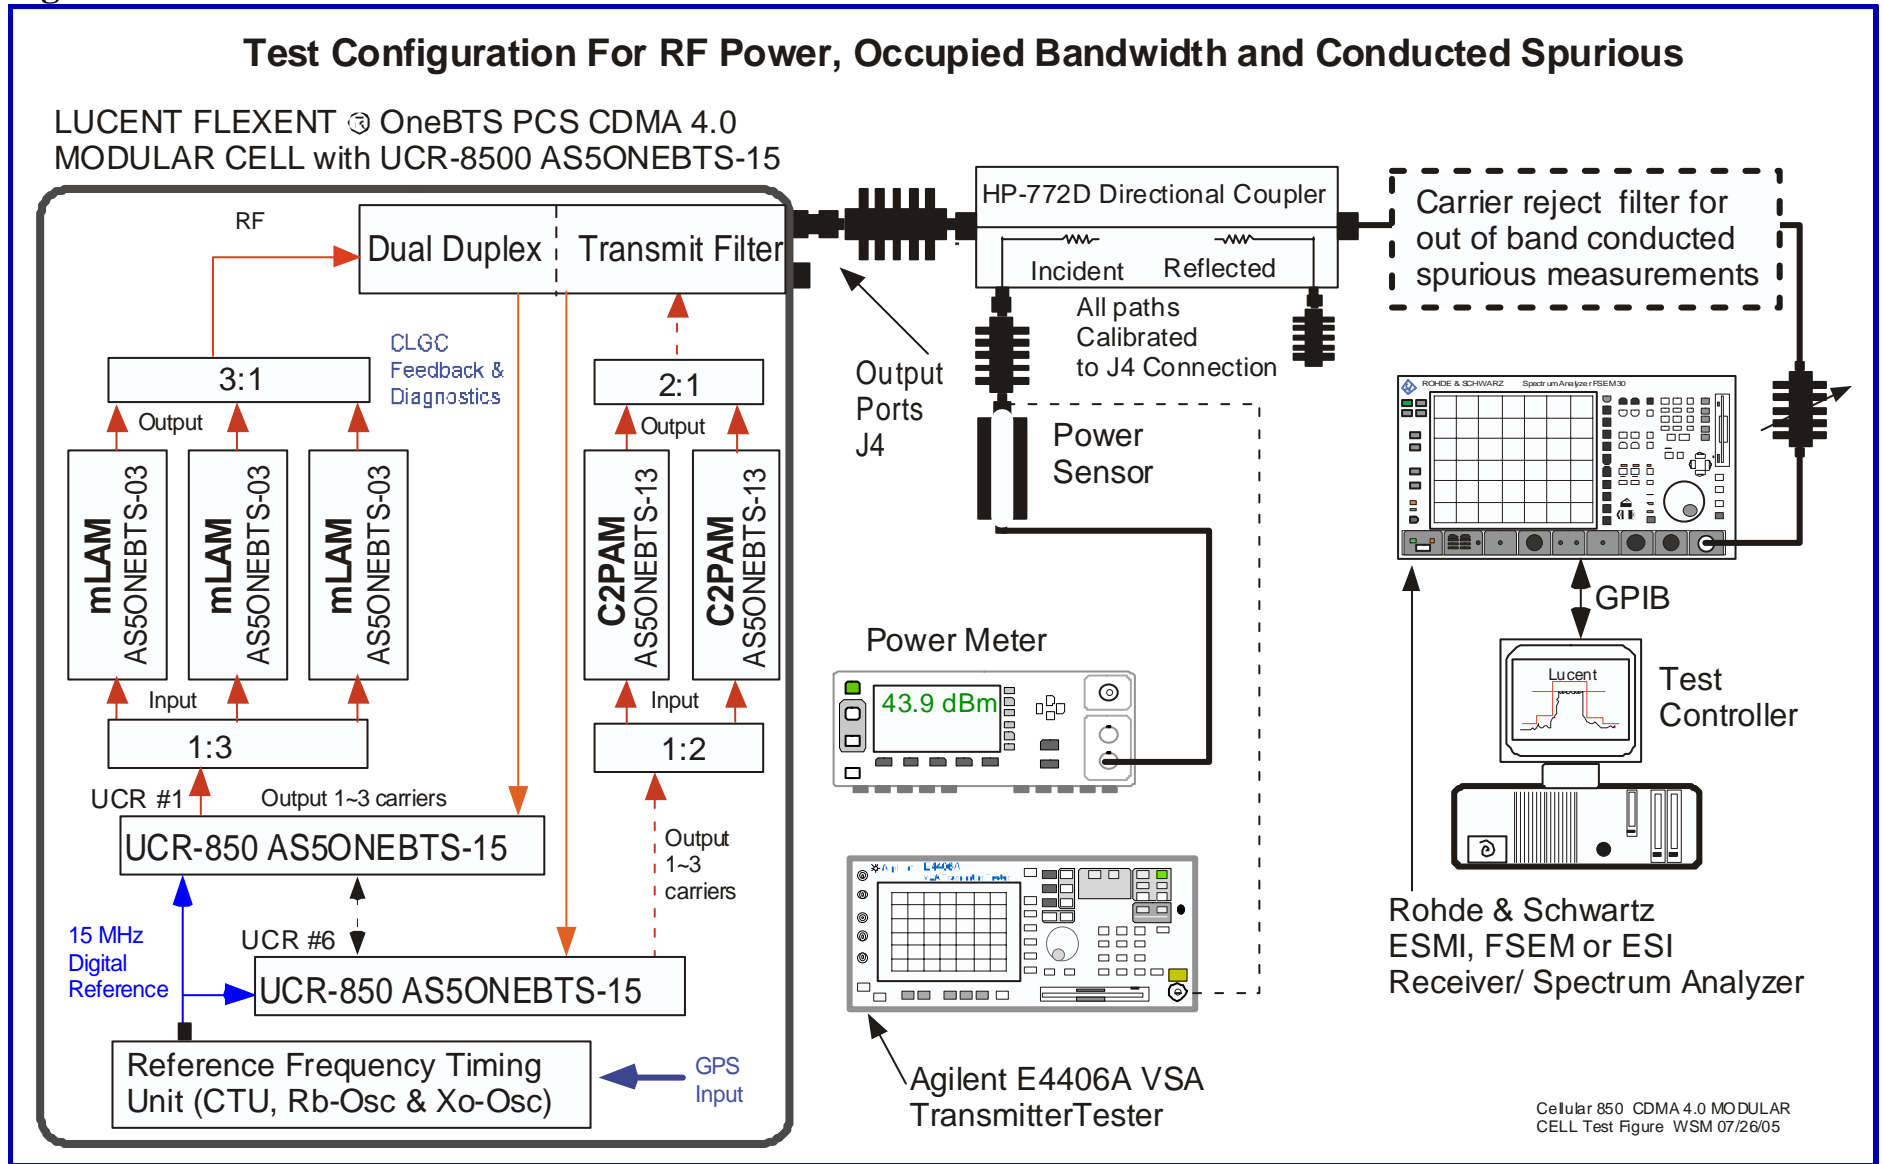 Test Configuration For RF Power, Occupied Bandwidth and Conducted Spurious
LUCENT FLEXENT ® OneBTS PCS CDMA 4.0
MODULAR CELL with UCR-8500 AS5ONEBTS-15
RF
Dual Duplex
Transmit Filter
CLGC
Feedback &
Diagnostics
3:1
2:1
Output
Output
mLAM
AS5ONEBTS-03
mLAM
AS5ONEBTS-03
mLAM
AS5ONEBTS-03
C2PAM
AS5ONEBTS-13
C2PAM
AS5ONEBTS-13
Input
Input
1:3
1:2
UCR #1
Output 1~3 carriers
UCR-850 AS5ONEBTS-15
Output
1~3
carriers
15 MHz
Digital
Reference
UCR #6
UCR-850 AS5ONEBTS-15
Reference Frequency Timing
Unit (CTU, Rb-Osc & Xo-Osc)
GPS
Input
Output
Ports
J4
HP-772D Directional Coupler
Incident
Reflected
All paths
Calibrated
to J4 Connection
Power
Sensor
Power Meter
43.9 dBm
Agilent E4406A
Agilent E4406A VSA
TransmitterTester
Carrier reject filter for
out of band conducted
spurious measurements
ROHDE & SCHWARZ
Spectrum Analyzer FSEM30
GPIB
Lucent
Test
Controller
Rohde & Schwartz
ESMI, FSEM or ESI
Receiver/ Spectrum Analyzer
Cellular 850 CDMA 4.0 MODULAR
CELL Test Figure WSM 07/26/05